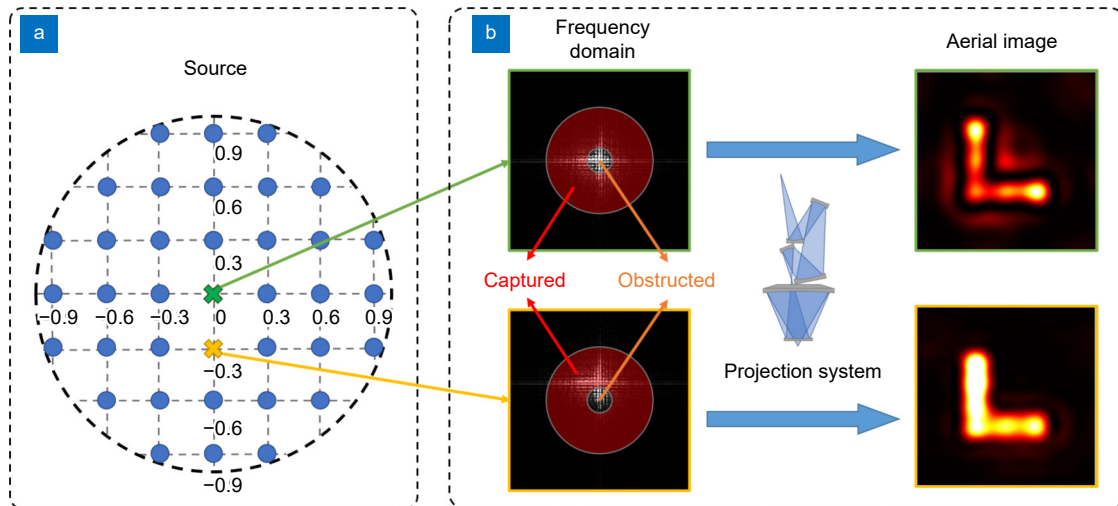 a
Source
0.9
0.6
0.3
−0.9 −0.6 −0.3 0 0.3 0.6 0.9
−0.3
−0.6
−0.9
b
Frequency
domain
Aerial image
Captured
Obstructed
Projection system